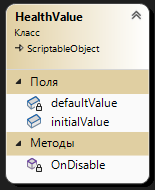 HealthValue
Класс
ScriptableObject
Поля
defaultValue
initialValue
Методы
OnDisable